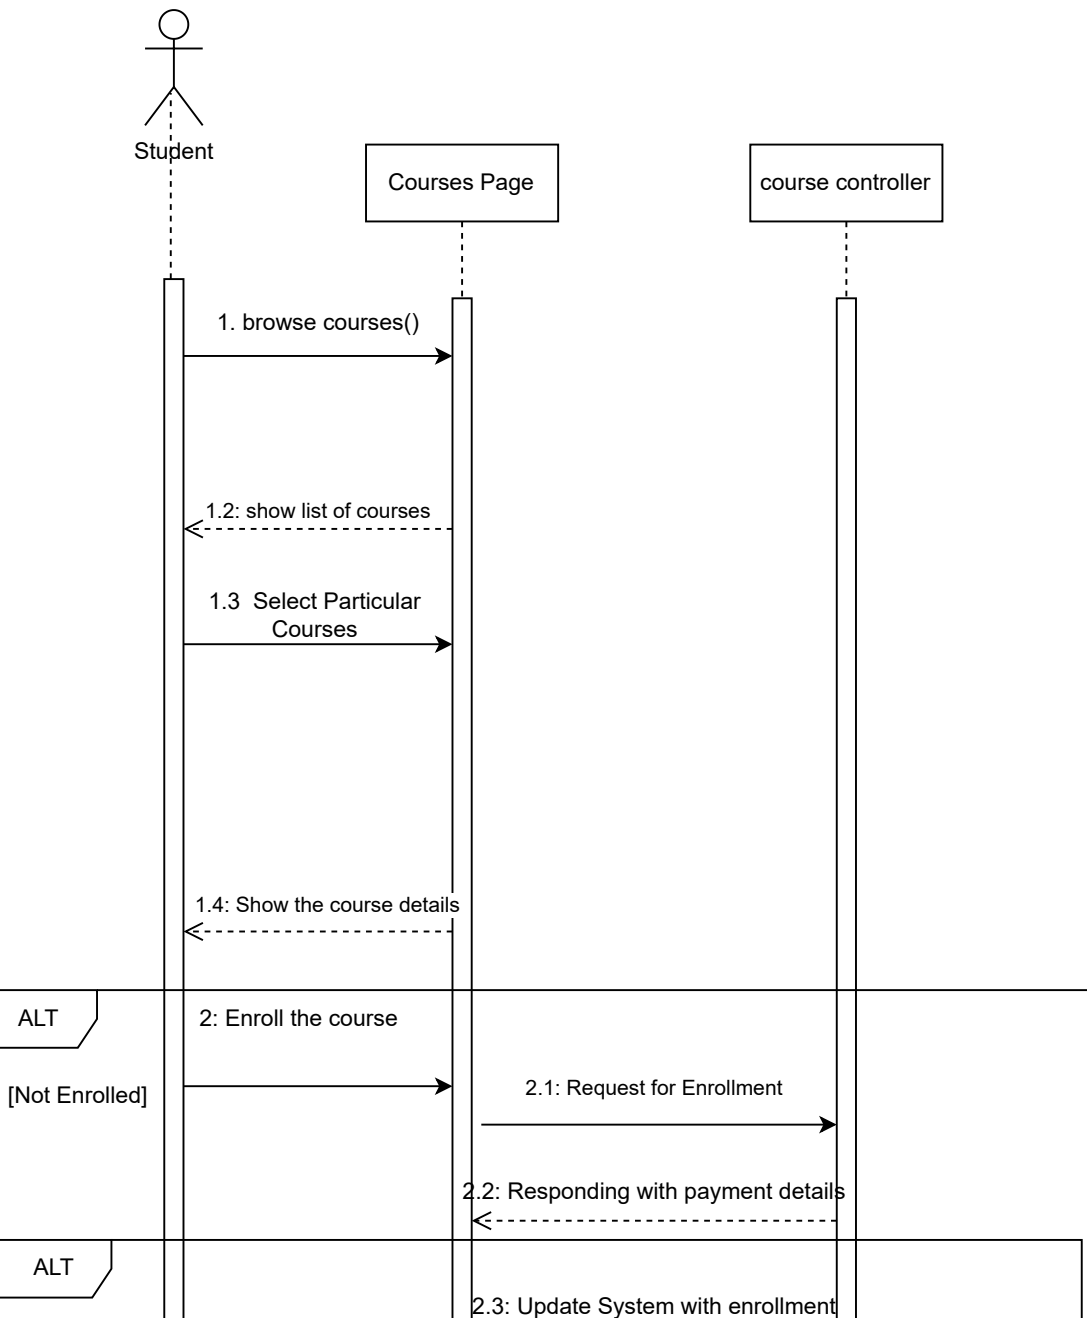 Student
Courses Page
course controller
1. browse courses()
1.2: show list of courses
1.3  Select Particular
Courses
1.4: Show the course details
ALT
2: Enroll the course
[Not Enrolled]
2.1: Request for Enrollment
2.2: Responding with payment details
ALT
2.3: Update System with enrollment